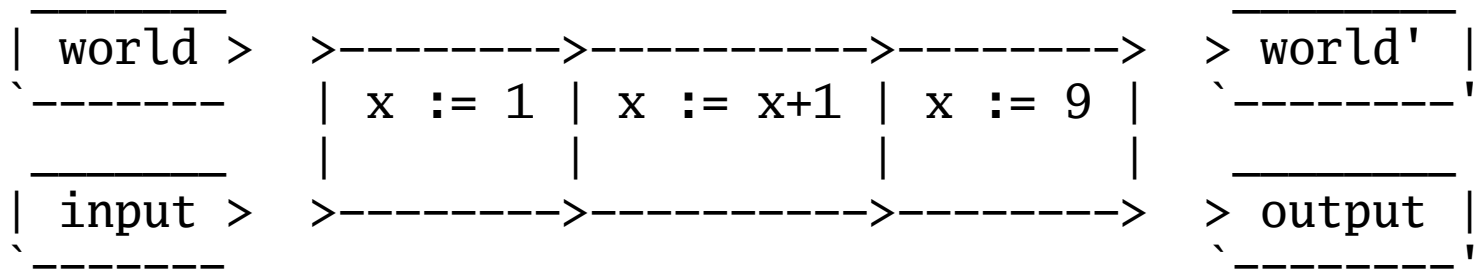 world > >--------->----------->--------> > world'
x := 1 | x := x+1 | x := 9
input > >--------->----------->--------> > output